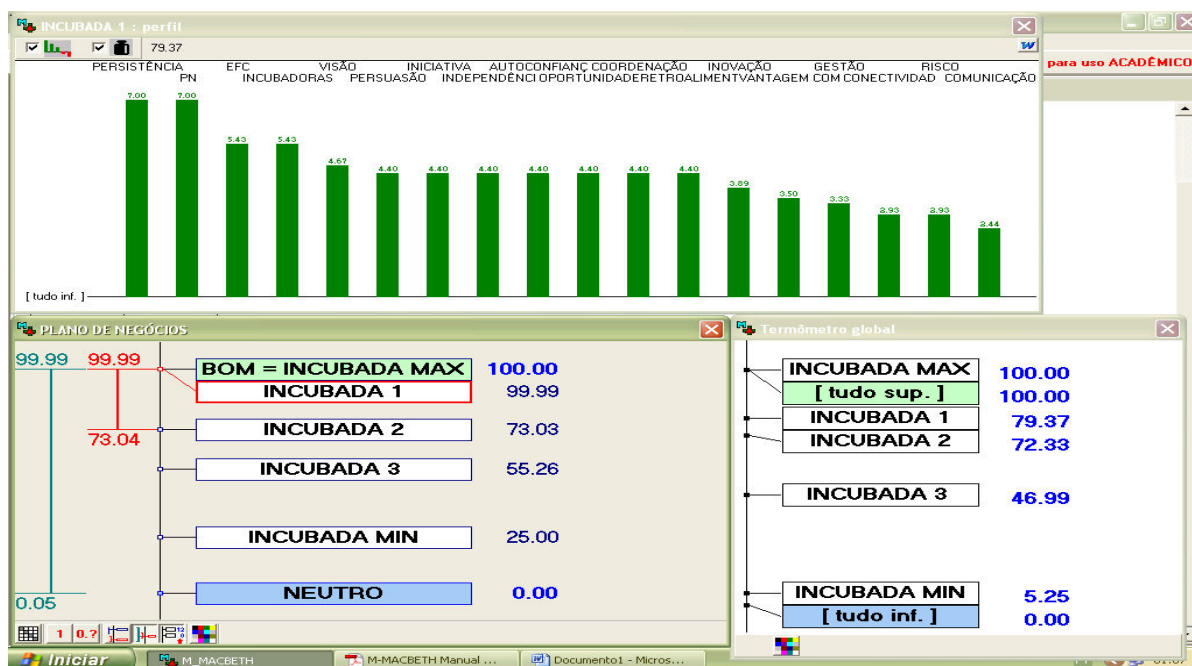 INCUBADA 1 : perfil
79.37
PERSISTÊNCIA EFC VISÃO INICIATIVA AUTOCONFIANÇ COORDENAÇÃO INOVAÇÃO GESTÃO RISCO
PN INCUBADORAS PERSUASÃO INDEPENDÊNCI OPORTUNIDADE RETROALIMENT VANTAGEM COM CONECTIVIDAD COMUNICAÇÃO
para uso ACADÊMICO
7.00 7.00 5.43 5.43 4.67 4.40 4.40 4.40 4.40 4.40 4.40 4.40 3.89 3.50 3.33 2.93 2.93 2.44
[ tudo inf. ]
PLANO DE NEGÓCIOS
99.99 99.99
BOM = INCUBADA MAX 100.00
INCUBADA 1 99.99
INCUBADA 2 73.03
73.04
INCUBADA 3 55.26
INCUBADA MIN 25.00
NEUTRO 0.00
0.05
1 0.?
Termômetro global
INCUBADA MAX 100.00
[ tudo sup. ] 100.00
INCUBADA 1 79.37
INCUBADA 2 72.33
INCUBADA 3 46.99
INCUBADA MIN 5.25
[ tudo inf. ] 0.00
Iniciar
M_MACBETH
M-MACBETH Manual ...
Documento1 - Micros...